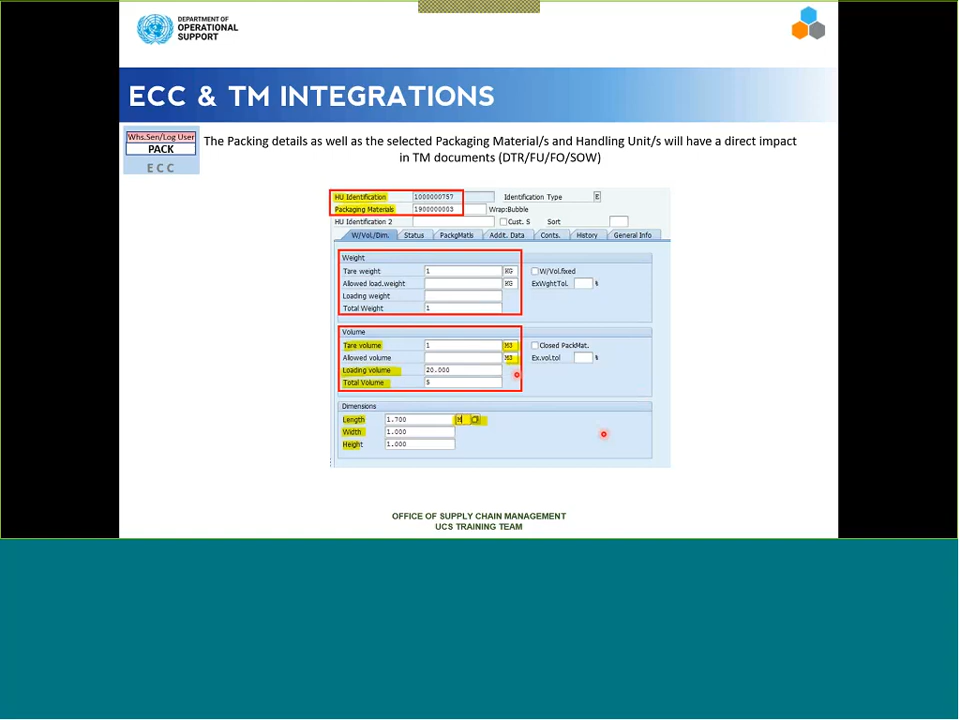 DEPARTMENT OF
OPERATIONAL
SUPPORT
ECC & TM INTEGRATIONS
Whs.Sen/Log User
PACK
ECC
The Packing details as well as the selected Packaging Material/s and Handling Unit/s will have a direct impact
in TM documents (DTR/FU/FO/SOW)
HU Identification 1000000757 Identification Type E
Packaging Materials 1900000003 Wrap:Bubble
HU Identification 2 Cust. S Sort
W/Vol./Dim. Status PackgMatls Addit. Data Conts. History General Info
Weight
Tare weight 1 KG W/Vol.fixed
Allowed load.weight KG ExWghtTol. %
Loading weight
Total Weight 1
Volume
Tare volume 1 M3 Closed PackMat.
Allowed volume M3 Ex.vol.tol %
Loading volume 20.000
Total Volume
Dimensions
Length 1.700 M
Width 1.000
Height 1.000
OFFICE OF SUPPLY CHAIN MANAGEMENT
UCS TRAINING TEAM